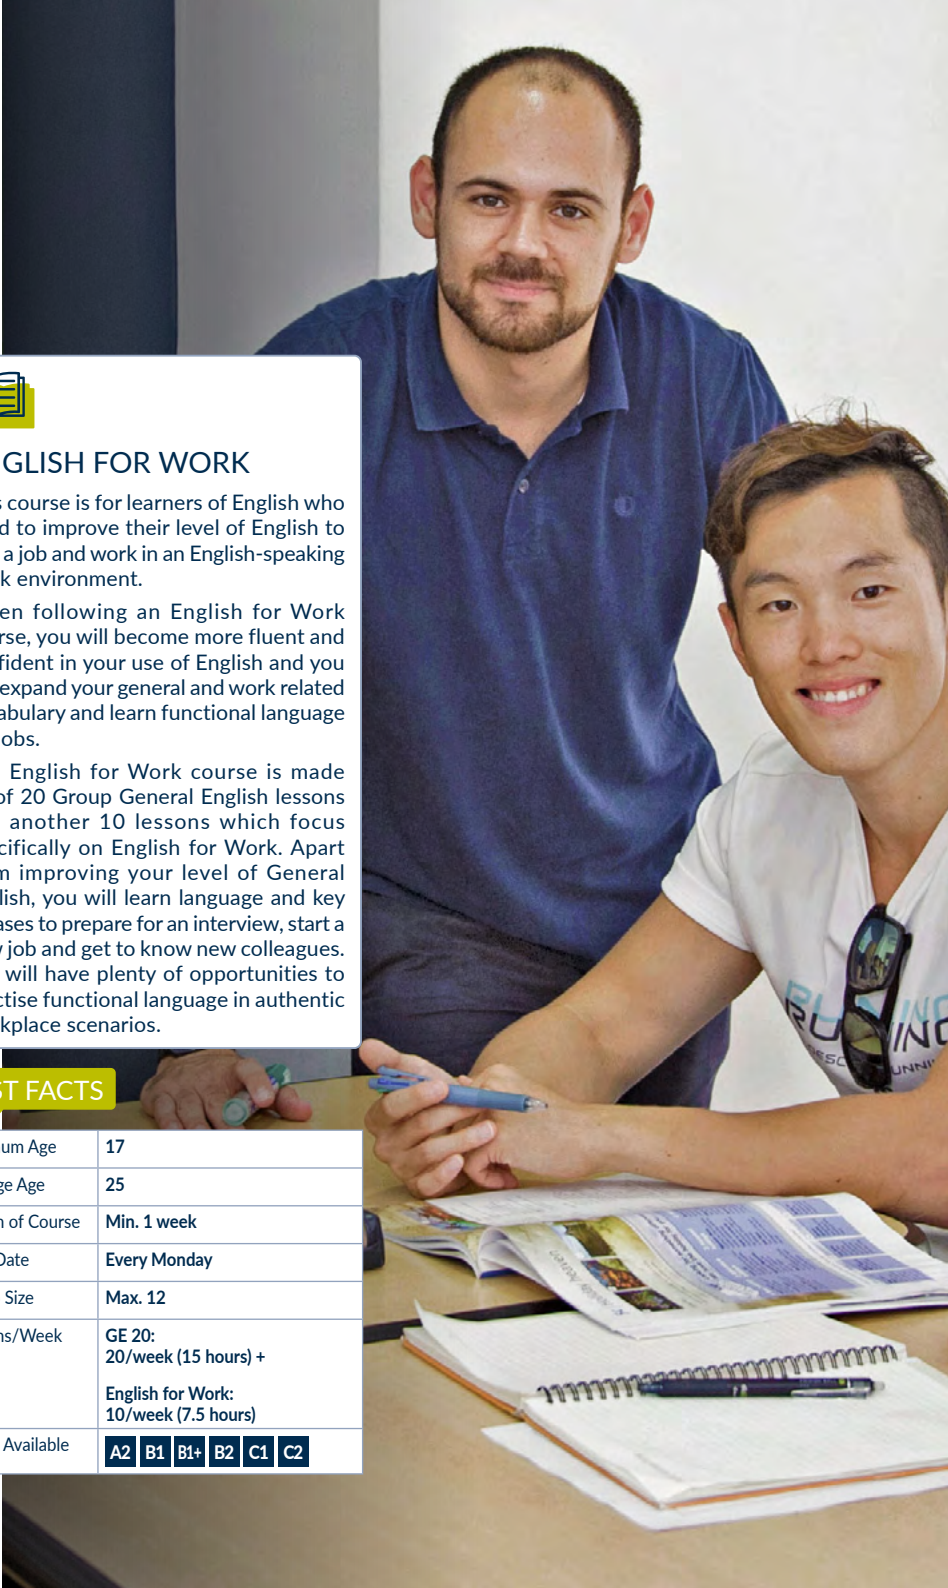 GLISH FOR WORK
s course is for learners of English who
d to improve their level of English to
a job and work in an English-speaking
k environment.
en following an English for Work
rse, you will become more fluent and
fident in your use of English and you
expand your general and work related
abulary and learn functional language
obs.
English for Work course is made
of 20 Group General English lessons
another 10 lessons which focus
cifically on English for Work. Apart
m improving your level of General
lish, you will learn language and key
ases to prepare for an interview, start a
w job and get to know new colleagues.
will have plenty of opportunities to
ctise functional language in authentic
kplace scenarios.
ST FACTS
um Age 17
ge Age 25
n of Course Min. 1 week
Date Every Monday
Size Max. 12
ns/Week GE 20:
20/week (15 hours) +
English for Work:
10/week (7.5 hours)
Available A2 B1 B1+ B2 C1 C2
RUNNING